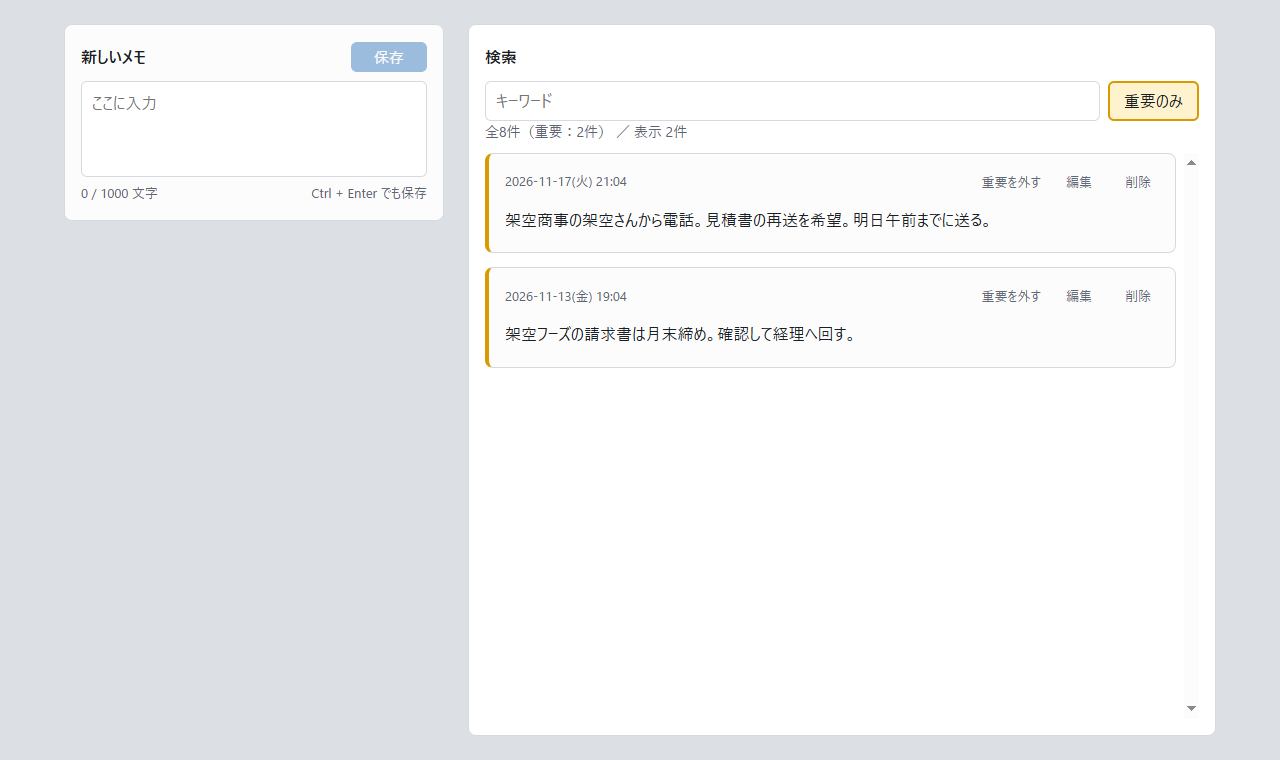 新しいメモ
保存
ここに入力
0 / 1000 文字
Ctrl + Enter でも保存
検索
キーワード
重要のみ
全8件（重要：2件） ／ 表示 2件
2026-11-17(火) 21:04
重要を外す
編集
削除
架空商事の架空さんから電話。見積書の再送を希望。明日午前までに送る。
2026-11-13(金) 19:04
重要を外す
編集
削除
架空フーズの請求書は月末締め。確認して経理へ回す。